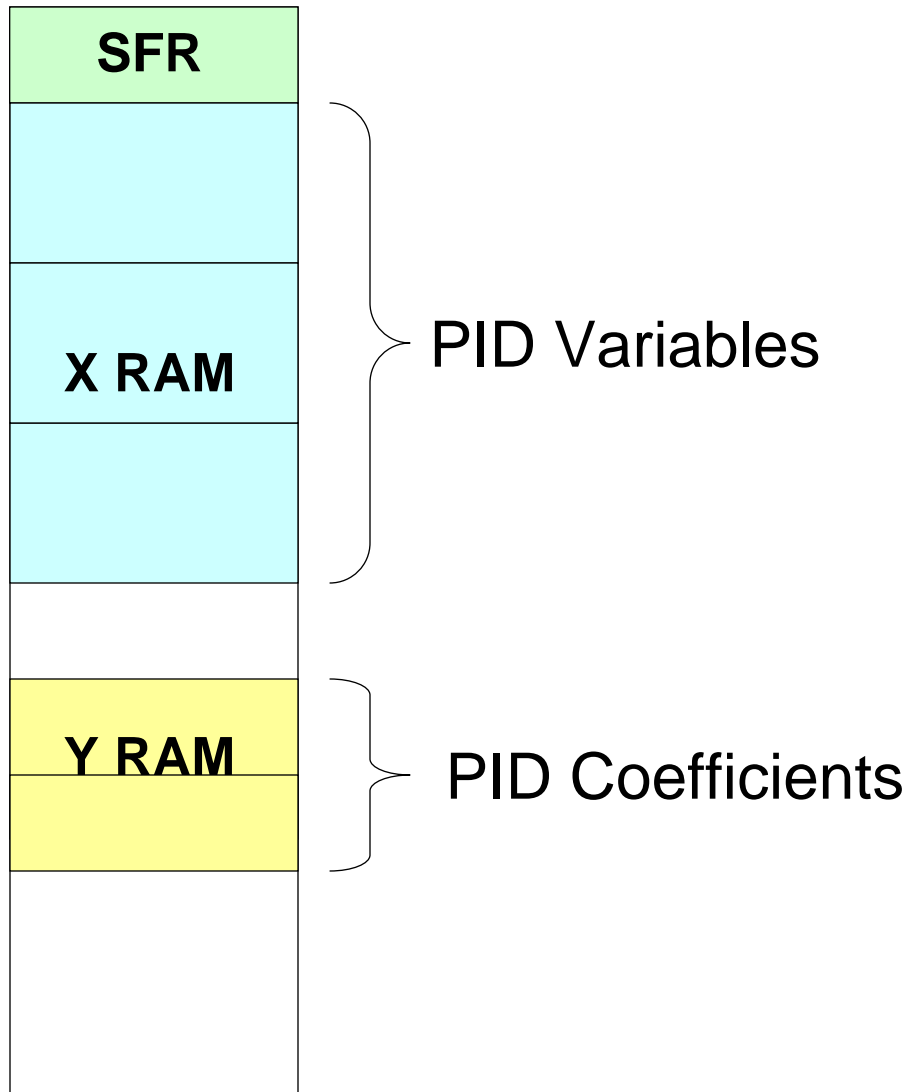 SFR
X RAM
PID Variables
Y RAM
PID Coefficients